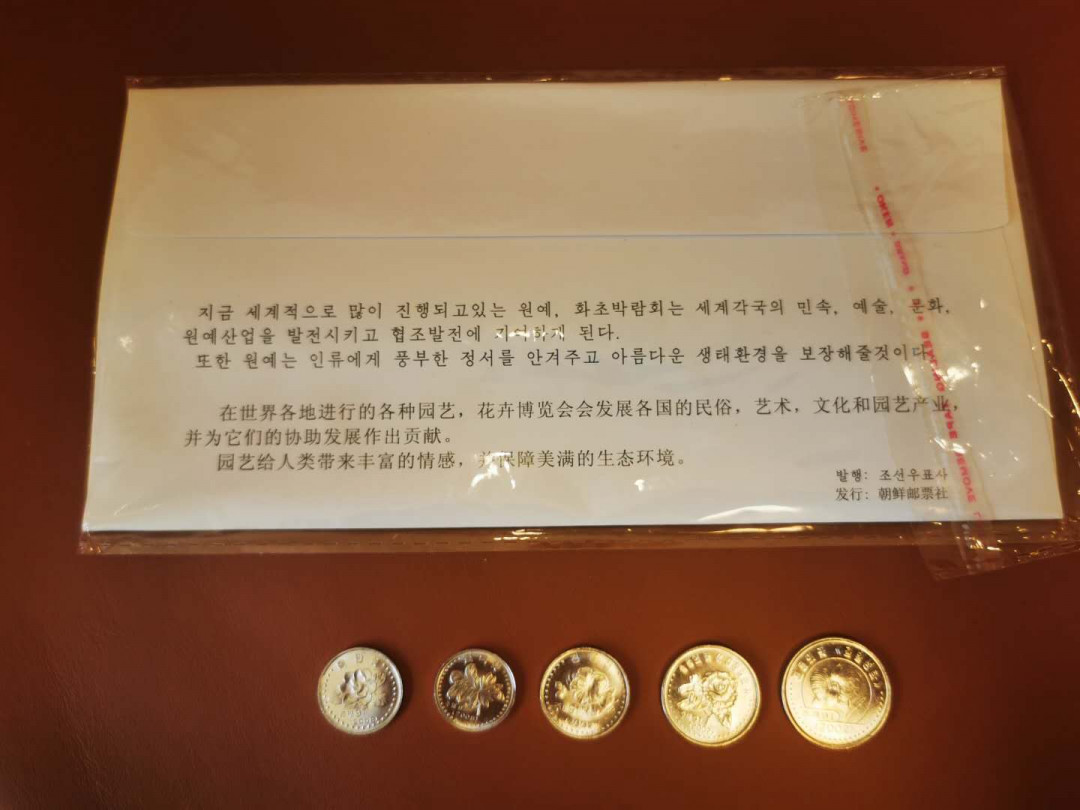 지금 세계적으로 많이 진행되고있는 원예, 화초박람회는 세계각국의 민속, 예술, 문화,
원예산업을 발전시키고 협조발전에 기여하게 된다.
또한 원예는 인류에게 풍부한 정서를 안겨주고 아름다운 생태환경을 보장해줄것이다
在世界各地进行的各种园艺，花卉博览会会发展各国的民俗，艺术，文化和园艺产业，
并为它们的协助发展作出贡献。
园艺给人类带来丰富的情感，并保障美满的生态环境。
발행: 조선우표사
发行: 朝鲜邮票社